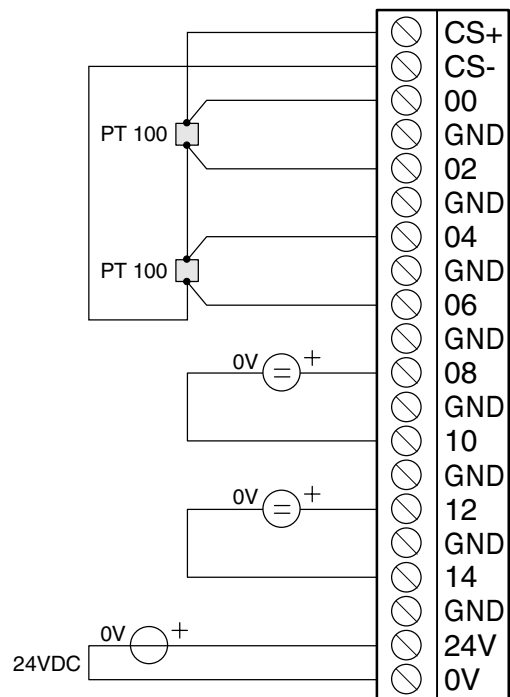 CS+
CS-
00
PT 100 GND
02
GND
04
PT 100 GND
06
GND
0V + 08
GND
10
GND
0V + 12
GND
14
GND
0V + 24V
24VDC
0V